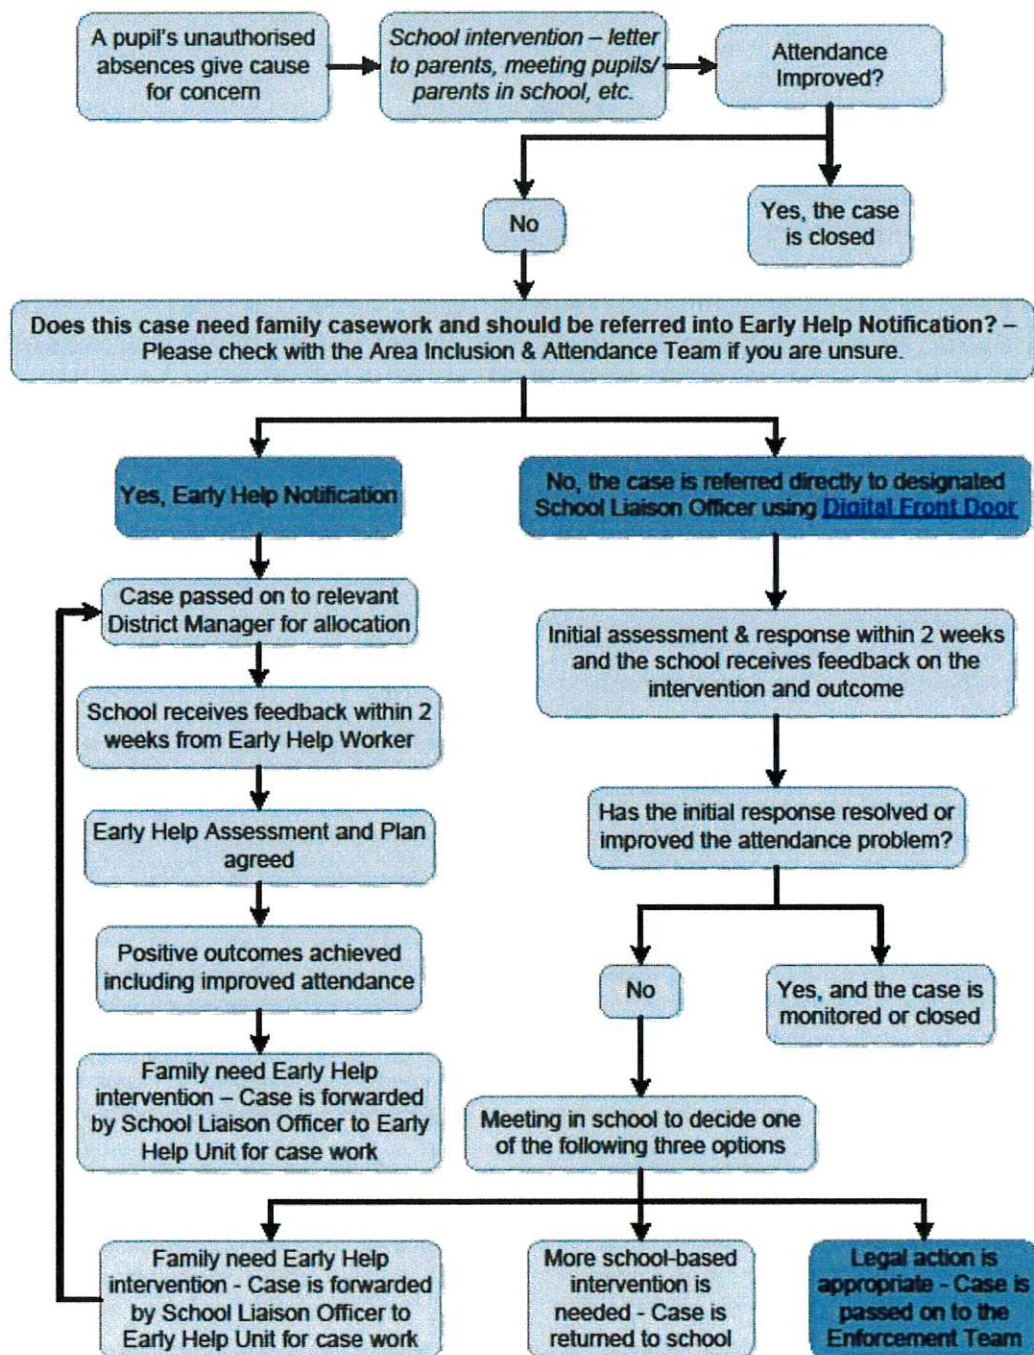 A pupil's unauthorised
absences give cause
for concern
School intervention – letter
to parents, meeting pupils/
parents in school, etc.
Attendance
Improved?
No
Yes, the case
is closed
Does this case need family casework and should be referred into Early Help Notification? –
Please check with the Area Inclusion & Attendance Team if you are unsure.
Yes, Early Help Notification
No, the case is referred directly to designated
School Liaison Officer using Digital Front Door
Case passed on to relevant
District Manager for allocation
Initial assessment & response within 2 weeks
and the school receives feedback on the
intervention and outcome
School receives feedback within 2
weeks from Early Help Worker
Has the initial response resolved or
improved the attendance problem?
Early Help Assessment and Plan
agreed
Positive outcomes achieved
including improved attendance
No
Yes, and the case is
monitored or closed
Family need Early Help
intervention – Case is forwarded
by School Liaison Officer to Early
Help Unit for case work
Meeting in school to decide one
of the following three options
Family need Early Help
intervention - Case is forwarded
by School Liaison Officer to
Early Help Unit for case work
More school-based
intervention is
needed - Case is
returned to school
Legal action is
appropriate - Case is
passed on to the
Enforcement Team